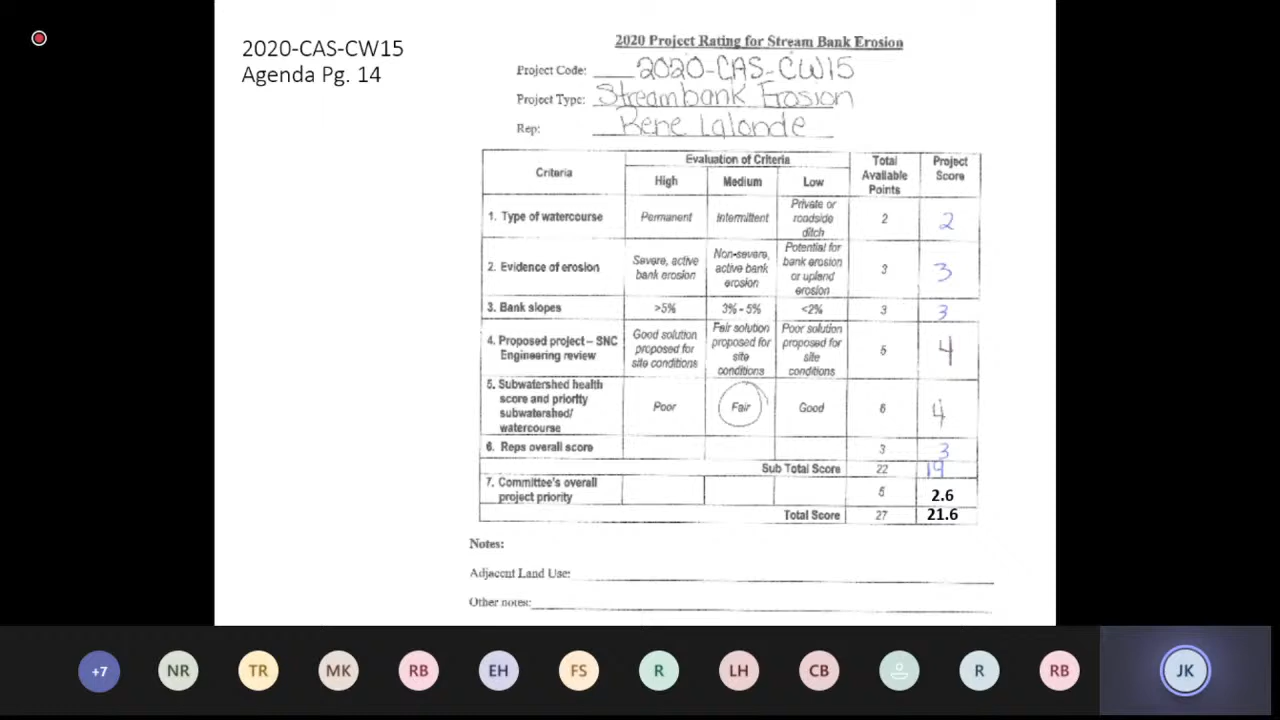 2020-CAS-CW15
Agenda Pg. 14
2020 Project Rating for Stream Bank Erosion
Project Code: 2020-CAS-CW15
Project Type: Streambank Erosion
Rep: Rene Lalonde
Criteria
Evaluation of Criteria
High
Medium
Low
Total
Available
Points
Project
Score
1. Type of watercourse
Permanent
Intermittent
Private or
roadside
ditch
2
2
2. Evidence of erosion
Severe, active
bank erosion
Non-severe,
active bank
erosion
Potential for
bank erosion
or upland
erosion
3
3
3. Bank slopes
>5%
3% - 5%
<2%
3
3
4. Proposed project – SNC
Engineering review
Good solution
proposed for
site conditions
Fair solution
proposed for
site
conditions
Poor solution
proposed for
site
conditions
5
4
5. Subwatershed health
score and priority
subwatershed/
watercourse
Poor
Fair
Good
6
4
6. Reps overall score
3
3
Sub Total Score
22
19
7. Committee's overall
project priority
5
2.6
Total Score
27
21.6
Notes:
Adjacent Land Use:
Other notes:
+7
NR
TR
MK
RB
EH
FS
R
LH
CB
R
RB
JK